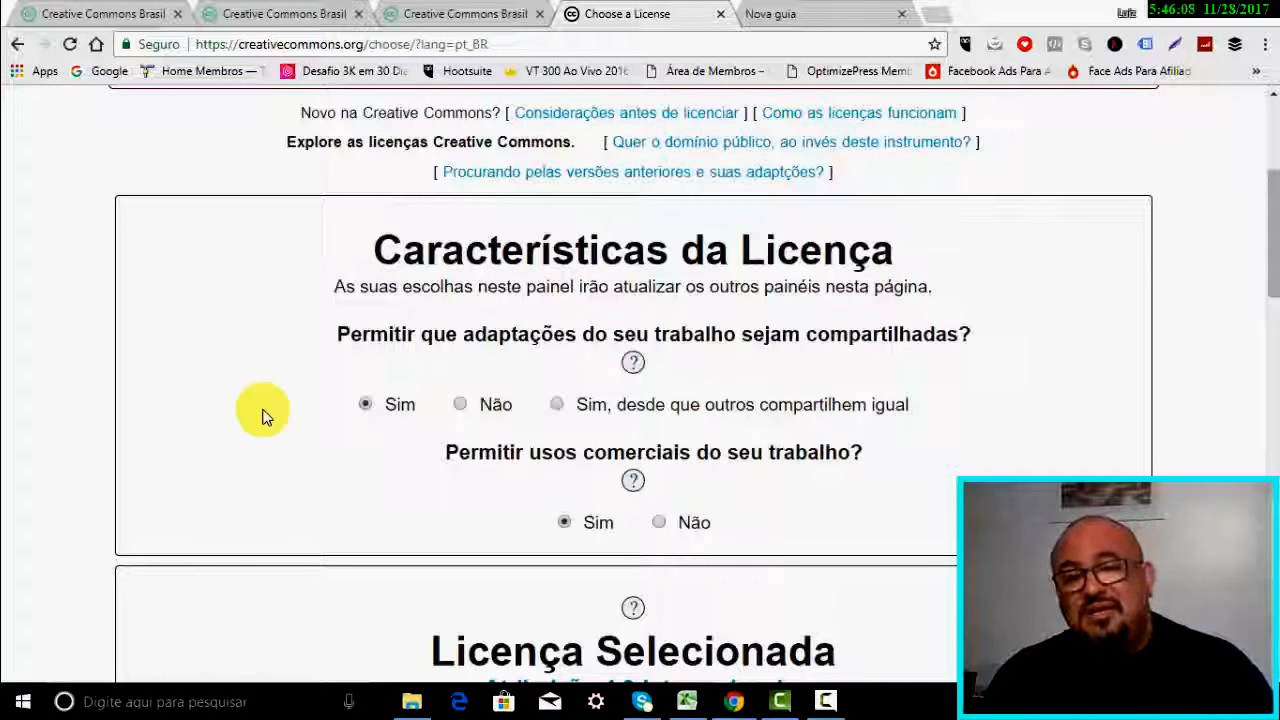 Creative Commons Brasil
Creative Commons Brasil
Creative Commons Brasil
Choose a License
Nova guia
Luiz
5:46:08 11/28/2017
Seguro
https://creativecommons.org/choose/?lang=pt_BR
Apps
Google
Home Membros —
Desafio 3K em 30 Dia
Hootsuite
VT 300 Ao Vivo 2016
Área de Membros –
OptimizePress Memb
Facebook Ads Para A
Face Ads Para Afiliad
»
Novo na Creative Commons? [ Considerações antes de licenciar ] [ Como as licenças funcionam ]
Explore as licenças Creative Commons. [ Quer o domínio público, ao invés deste instrumento? ]
[ Procurando pelas versões anteriores e suas adaptções? ]
Características da Licença
As suas escolhas neste painel irão atualizar os outros painéis nesta página.
Permitir que adaptações do seu trabalho sejam compartilhadas?
?
Sim Não Sim, desde que outros compartilhem igual
Permitir usos comerciais do seu trabalho?
?
Sim Não
?
Licença Selecionada
Digite aqui para pesquisar